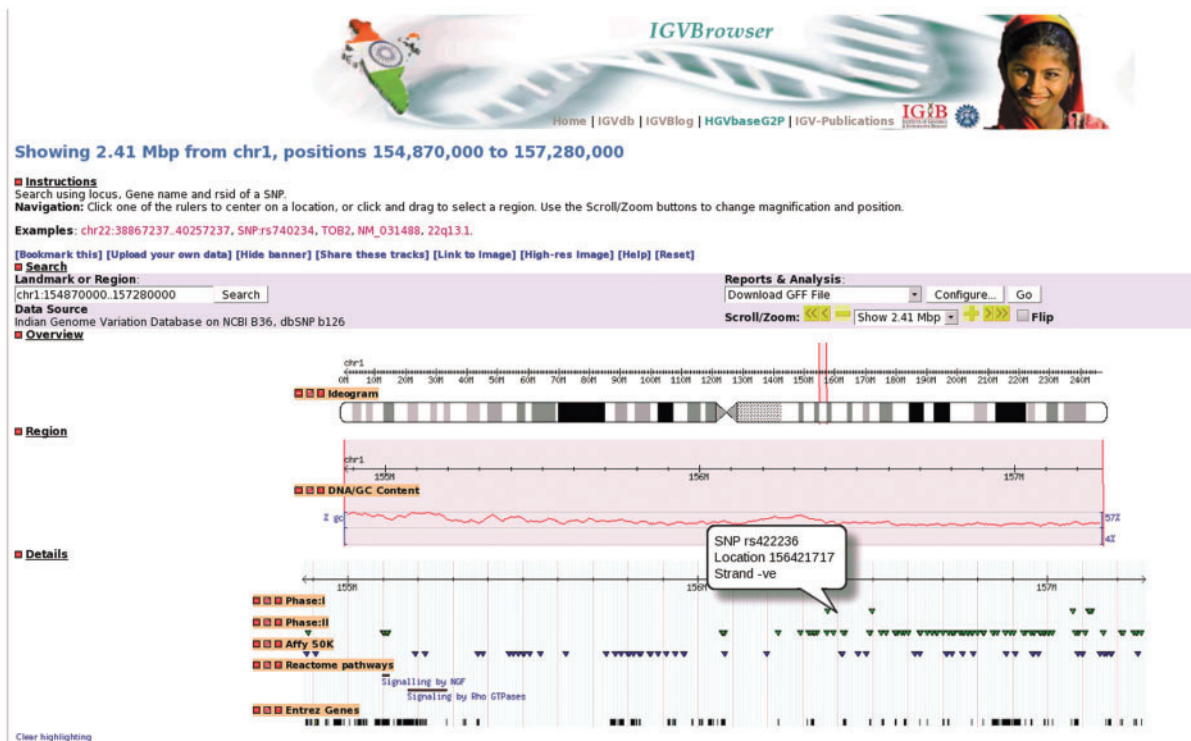 IGVBrowser
Home | IGVdb | IGVBlog | HGVbaseG2P | IGV-Publications
IGIB
Showing 2.41 Mbp from chr1, positions 154,870,000 to 157,280,000
Instructions
Search using locus, Gene name and rsid of a SNP.
Navigation: Click one of the rulers to center on a location, or click and drag to select a region. Use the Scroll/Zoom buttons to change magnification and position.
Examples: chr22:38867237..40257237, SNP:rs740234, TOB2, NM_031488, 22q13.1.
[Bookmark this] [Upload your own data] [Hide banner] [Share these tracks] [Link to Image] [High-res Image] [Help] [Reset]
Search
Landmark or Region:
chr1:154870000..157280000 Search
Reports & Analysis:
Download GFF File Configure... Go
Data Source
Indian Genome Variation Database on NCBI B36, dbSNP b126
Scroll/Zoom: << < − Show 2.41 Mbp + > >> Flip
Overview
chr1
0M 10M 20M 30M 40M 50M 60M 70M 80M 90M 100M 110M 120M 130M 140M 150M 160M 170M 180M 190M 200M 210M 220M 230M 240M
Ideogram
Region
chr1
155M 156M 157M
DNA/GC Content
% gc 57%
4%
SNP rs422236
Location 156421717
Strand -ve
Details
155M 156M 157M
Phase:I
Phase:II
Affy 50K
Reactome pathways
Signalling by NGF
Signaling by Rho GTPases
Entrez Genes
Clear highlighting